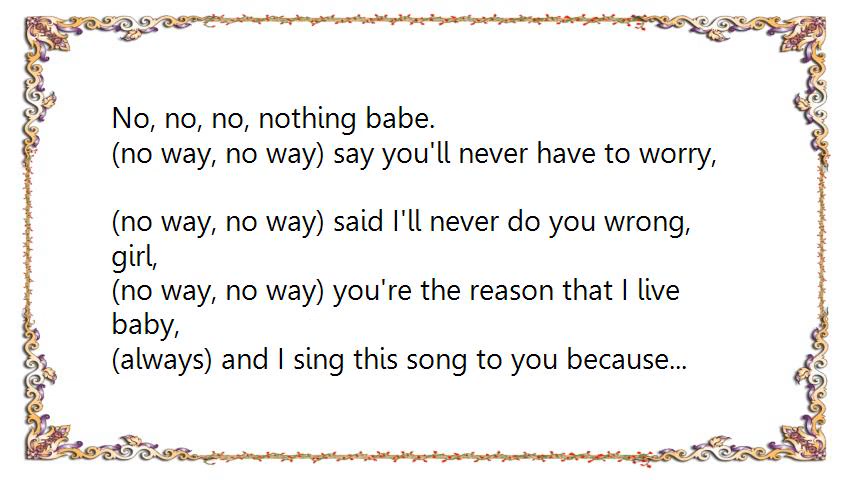 No, no, no, nothing babe.
(no way, no way) say you'll never have to worry,
(no way, no way) said I'll never do you wrong,
girl,
(no way, no way) you're the reason that I live
baby,
(always) and I sing this song to you because...